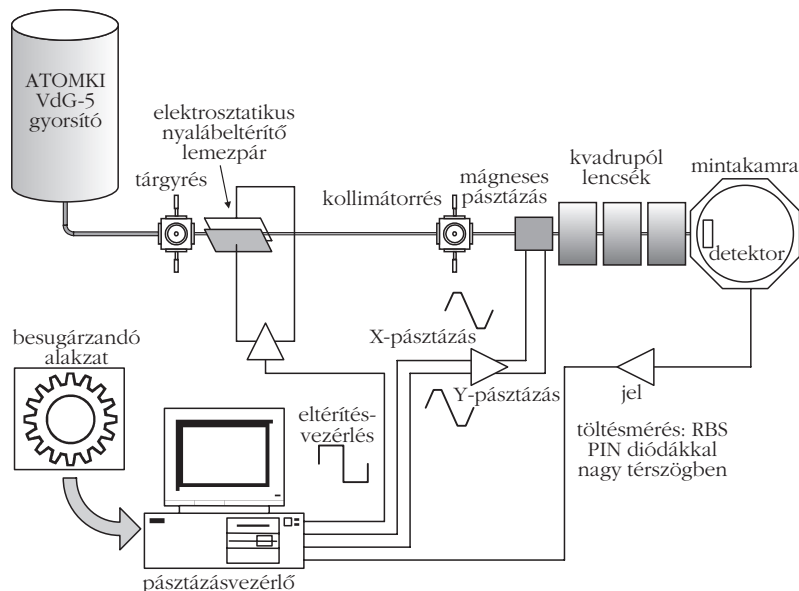 ATOMKI
VdG-5
gyorsító
elektrosztatikus
nyalábeltérítő
lemezpár
tárgyrés
kollimátorrés
mágneses
pásztázás
kvadrupól
lencsék
mintakamra
detektor
besugárzandó
alakzat
X-pásztázás
Y-pásztázás
eltérítés-
vezérlés
jel
töltésmérés: RBS
PIN diódákkal
nagy térszögben
pásztázásvezérlő